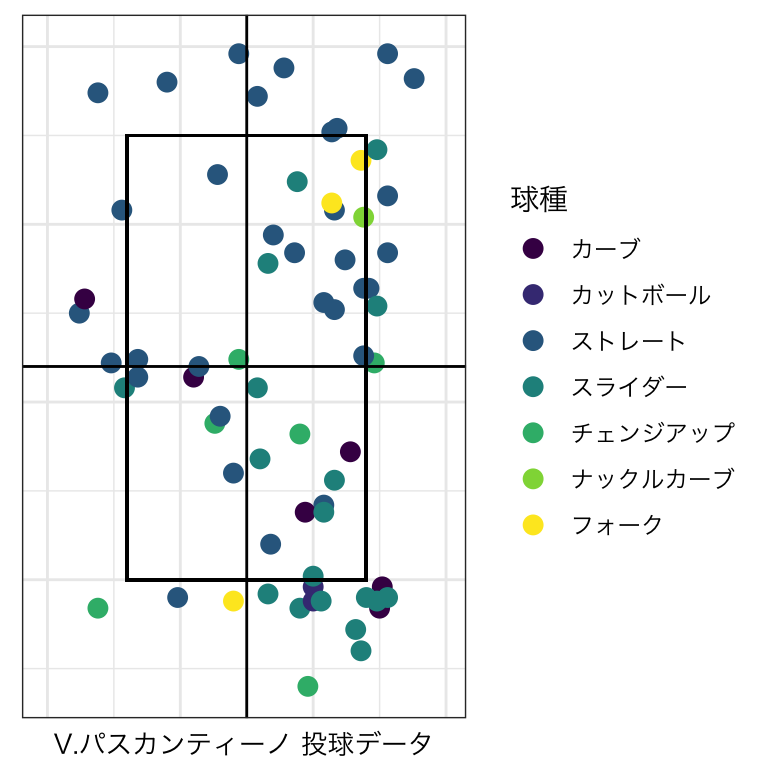 球種
カーブ
カットボール
ストレート
スライダー
チェンジアップ
ナックルカーブ
フォーク
V.パスカンティーノ 投球データ